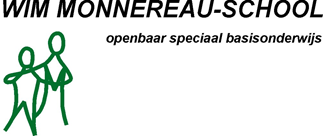 WIM MONNEREAU-SCHOOL
openbaar speciaal basisonderwijs